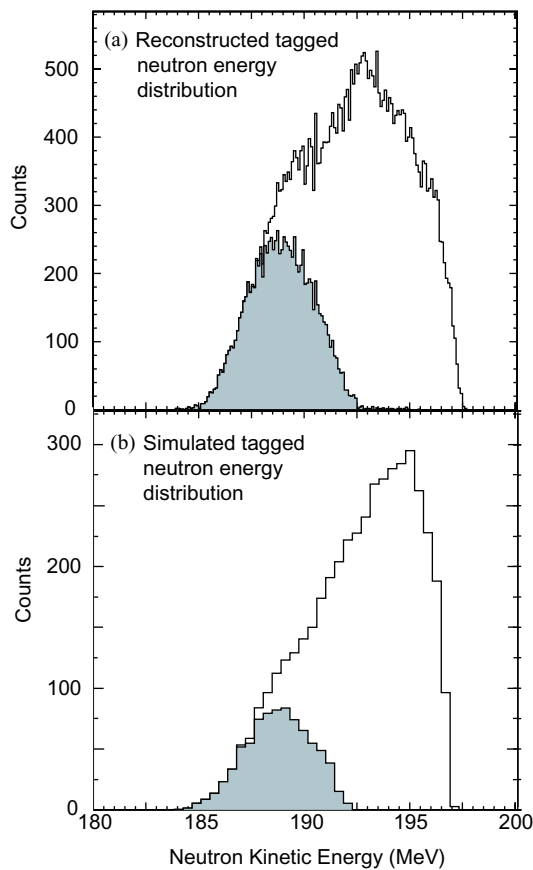 (a) Reconstructed tagged
neutron energy
distribution
500
400
300
200
100
0
Counts
(b) Simulated tagged
neutron energy
distribution
300
200
100
0
Counts
180 185 190 195 200
Neutron Kinetic Energy (MeV)